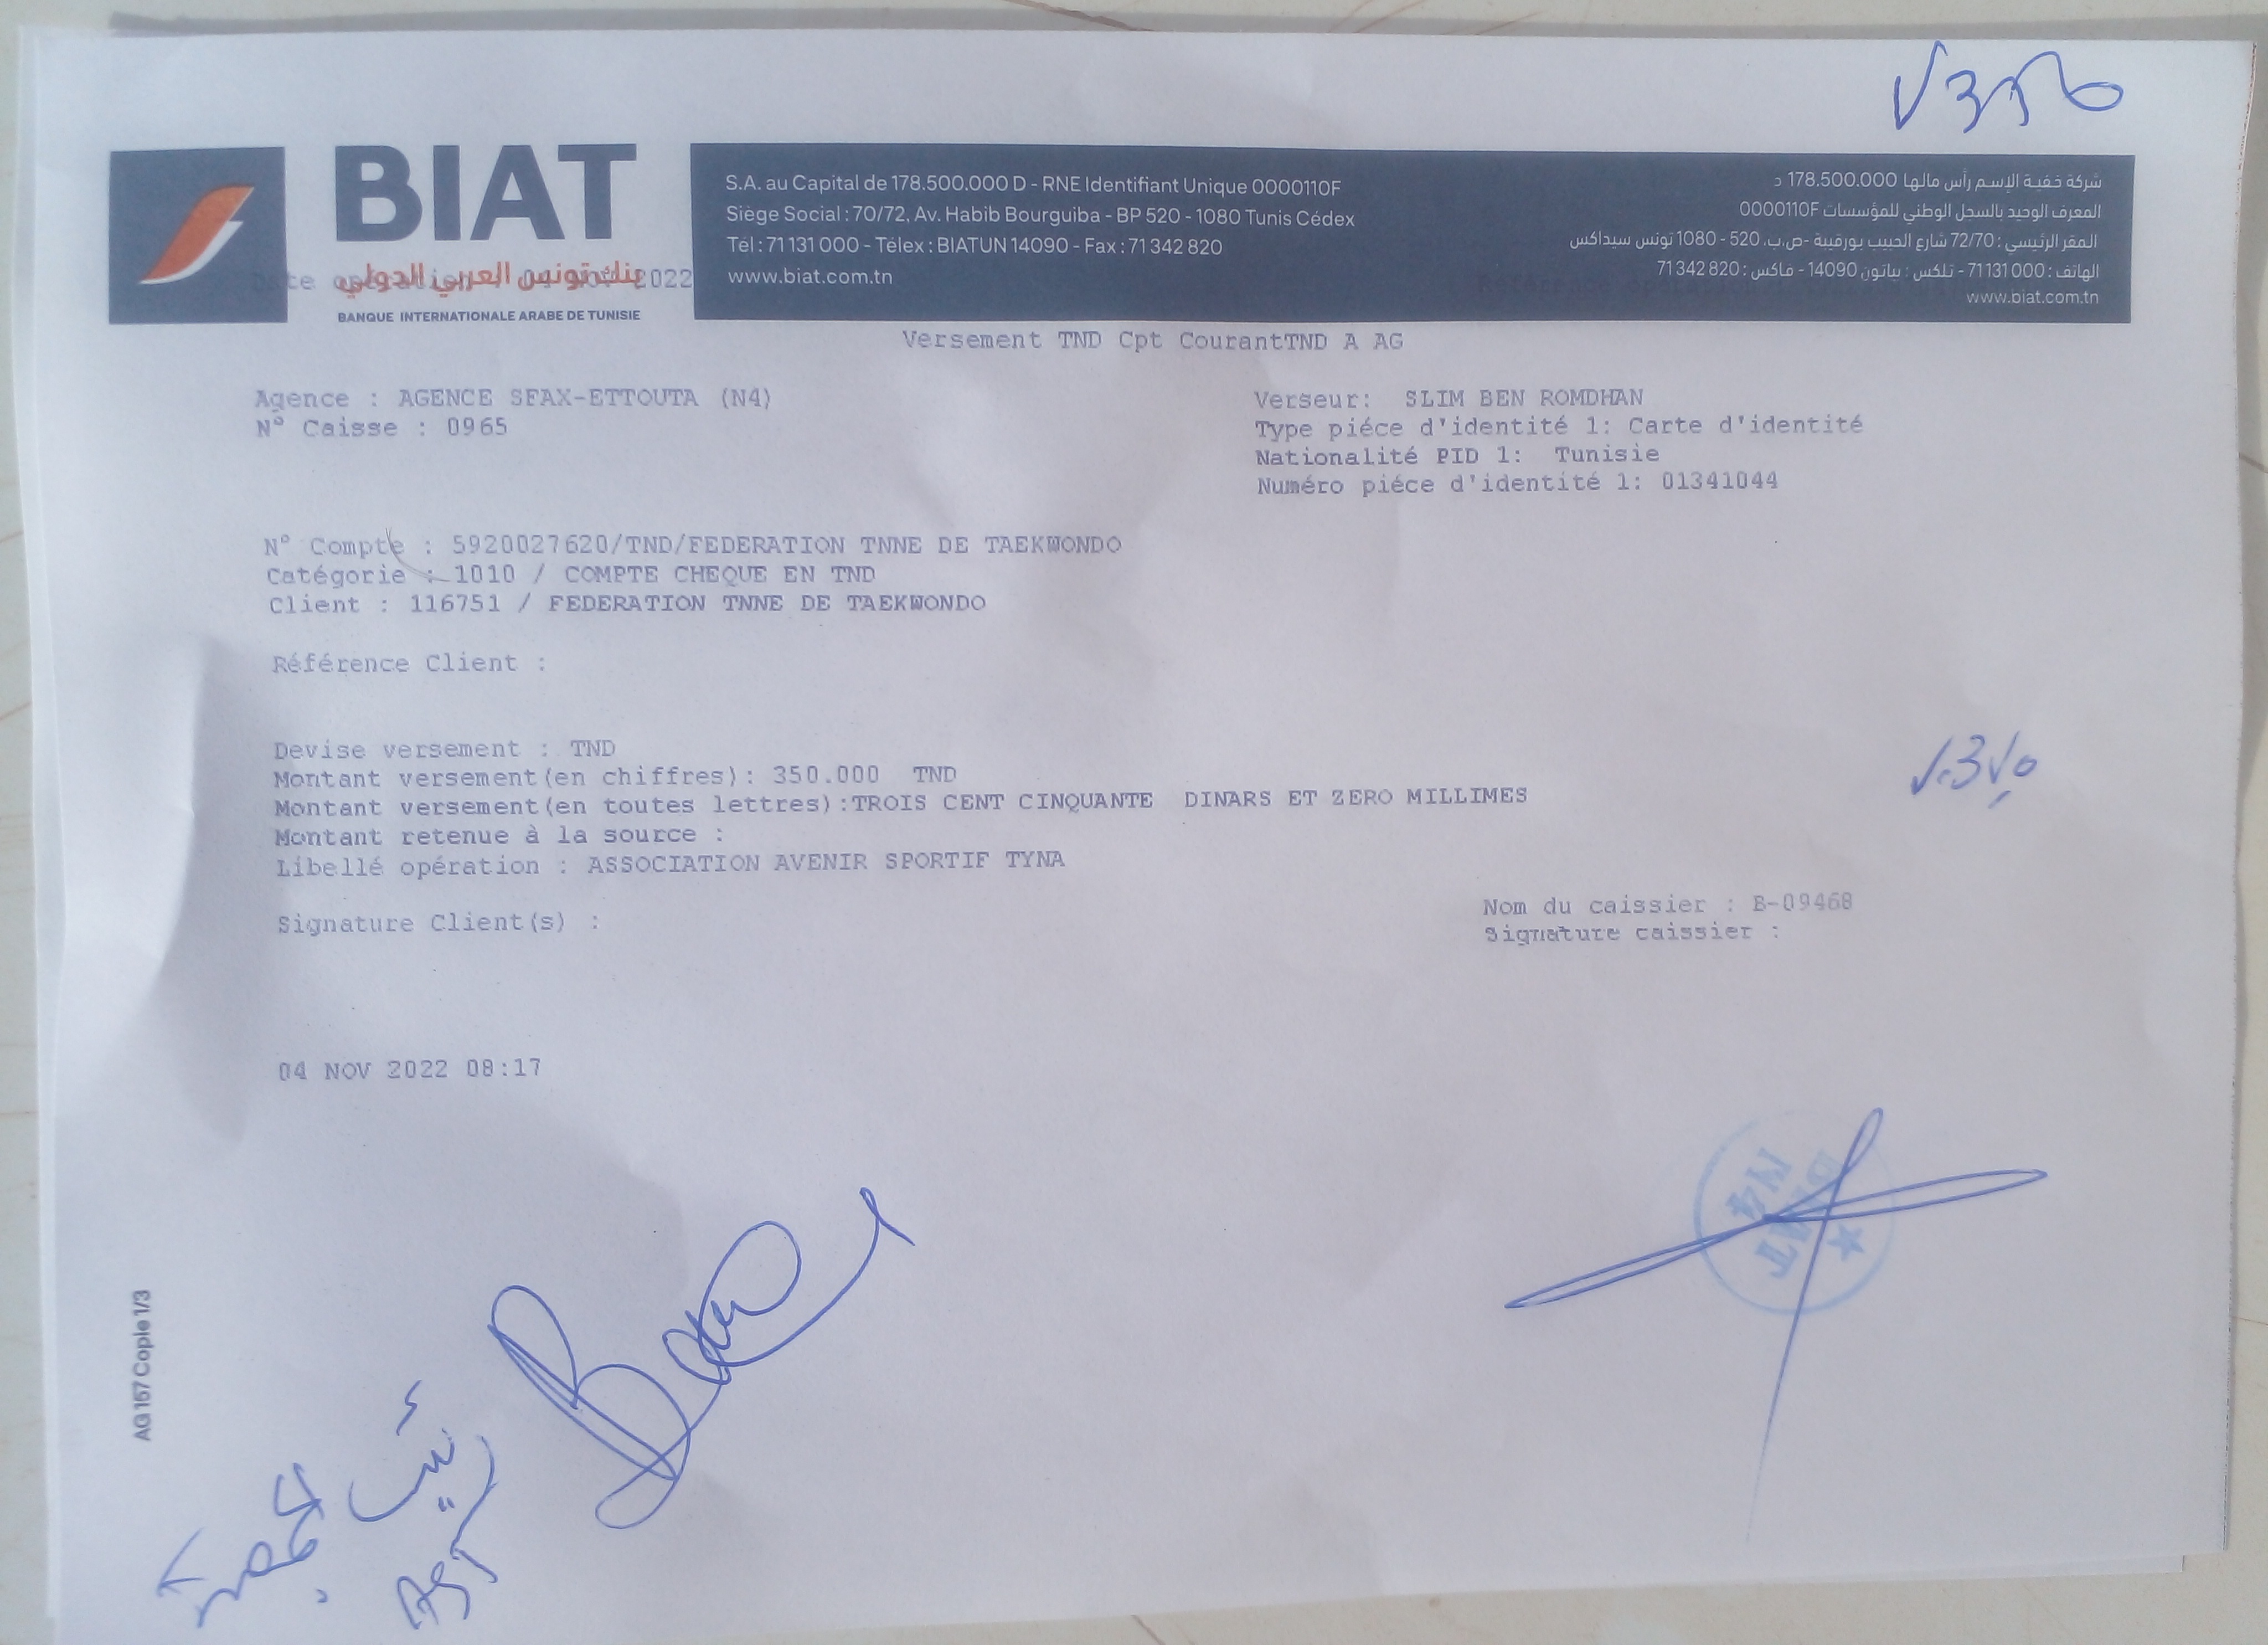 BIAT
بنك تونس العربي الدولي
BANQUE INTERNATIONALE ARABE DE TUNISIE
S.A. au Capital de 178.500.000 D - RNE Identifiant Unique 0000110F
Siège Social : 70/72, Av. Habib Bourguiba - BP 520 - 1080 Tunis Cédex
Tél : 71 131 000 - Télex : BIATUN 14090 - Fax : 71 342 820
www.biat.com.tn
شركة خفية الإسم رأس مالها 178.500.000 د
المعرف الوحيد بالسجل الوطني للمؤسسات 0000110F
المقر الرئيسي : 72/70 شارع الحبيب بورقيبة -ص.ب. 520 - 1080 تونس سيداكس
الهاتف : 71131000 - تلكس : بياتون 14090 - فاكس : 71342820
www.biat.com.tn
2022
Versement TND Cpt CourantTND A AG
Agence : AGENCE SFAX-ETTOUTA (N4)
N° Caisse : 0965
Verseur: SLIM BEN ROMDHAN
Type piéce d'identité 1: Carte d'identité
Nationalité PID 1: Tunisie
Numéro piéce d'identité 1: 01341044
N° Compte : 5920027620/TND/FEDERATION TNNE DE TAEKWONDO
Catégorie : 1010 / COMPTE CHEQUE EN TND
Client : 116751 / FEDERATION TNNE DE TAEKWONDO
Référence Client :
Devise versement : TND
Montant versement(en chiffres): 350.000 TND
Montant versement(en toutes lettres):TROIS CENT CINQUANTE DINARS ET ZERO MILLIMES
Montant retenue à la source :
Libellé opération : ASSOCIATION AVENIR SPORTIF TYNA
Signature Client(s) :
Nom du caissier : B-09468
Signature caissier :
04 NOV 2022 08:17
BIAT
N4
AG 157 Copie 1/3
رئيس الجمعية
AST